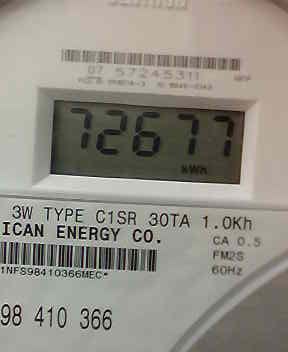 07 57245311
72677
kWh
3W TYPE C1SR 30TA 1.0Kh
ICAN ENERGY CO.
CA 0.5
FM2S
60Hz
1NFS98410366MEC*
98 410 366